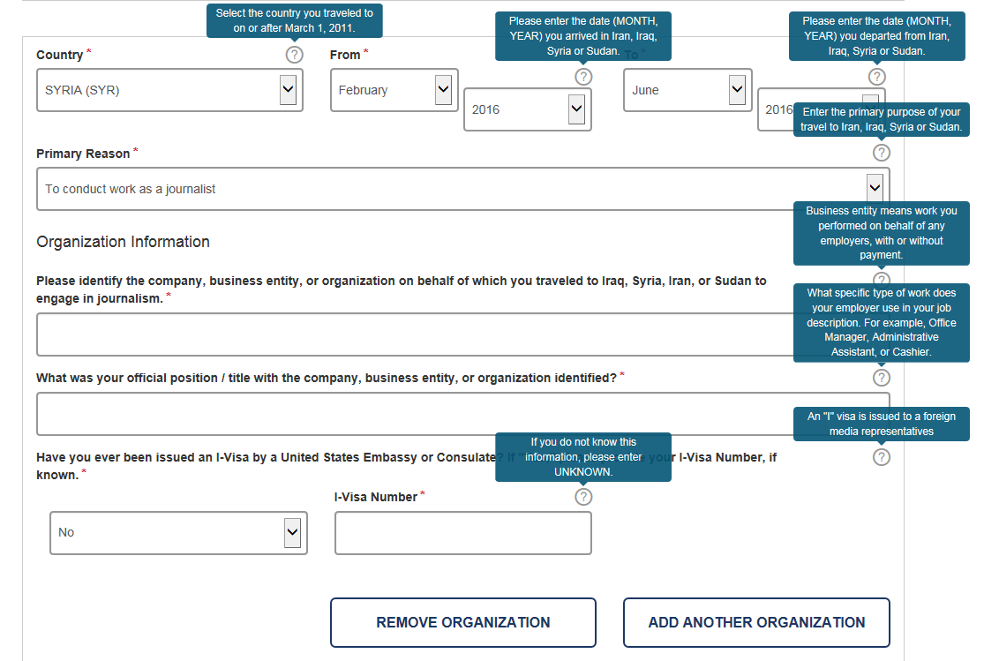 Select the country you traveled to
on or after March 1, 2011.
Please enter the date (MONTH,
YEAR) you arrived in Iran, Iraq,
Syria or Sudan.
Please enter the date (MONTH,
YEAR) you departed from Iran,
Iraq, Syria or Sudan.
Country * ?
From * ?
To * ?
SYRIA (SYR)
February
2016
June
2016
Enter the primary purpose of your
travel to Iran, Iraq, Syria or Sudan.
Primary Reason * ?
To conduct work as a journalist
Business entity means work you
performed on behalf of any
employers, with or without
payment.
Organization Information
Please identify the company, business entity, or organization on behalf of which you traveled to Iraq, Syria, Iran, or Sudan to ?
engage in journalism. *
What specific type of work does
your employer use in your job
description. For example, Office
Manager, Administrative
Assistant, or Cashier.
What was your official position / title with the company, business entity, or organization identified? * ?
An "I" visa is issued to a foreign
media representatives
If you do not know this
information, please enter
UNKNOWN.
Have you ever been issued an I-Visa by a United States Embassy or Consulate? If your I-Visa Number, if ?
known. *
I-Visa Number * ?
No
REMOVE ORGANIZATION
ADD ANOTHER ORGANIZATION